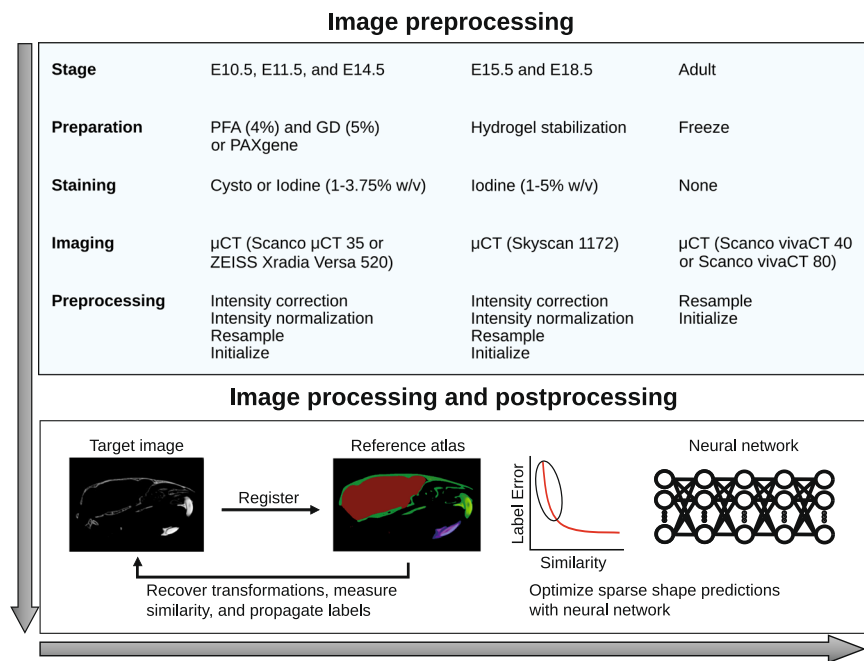 Image preprocessing
Stage E10.5, E11.5, and E14.5 E15.5 and E18.5 Adult
Preparation PFA (4%) and GD (5%) Hydrogel stabilization Freeze
or PAXgene
Staining Cysto or Iodine (1-3.75% w/v) Iodine (1-5% w/v) None
Imaging μCT (Scanco μCT 35 or μCT (Skyscan 1172) μCT (Scanco vivaCT 40
ZEISS Xradia Versa 520) or Scanco vivaCT 80)
Preprocessing Intensity correction Intensity correction Resample
Intensity normalization Intensity normalization Initialize
Resample Resample
Initialize Initialize
Image processing and postprocessing
Target image Reference atlas Neural network
Register
Label Error
Similarity
Recover transformations, measure
similarity, and propagate labels
Optimize sparse shape predictions
with neural network